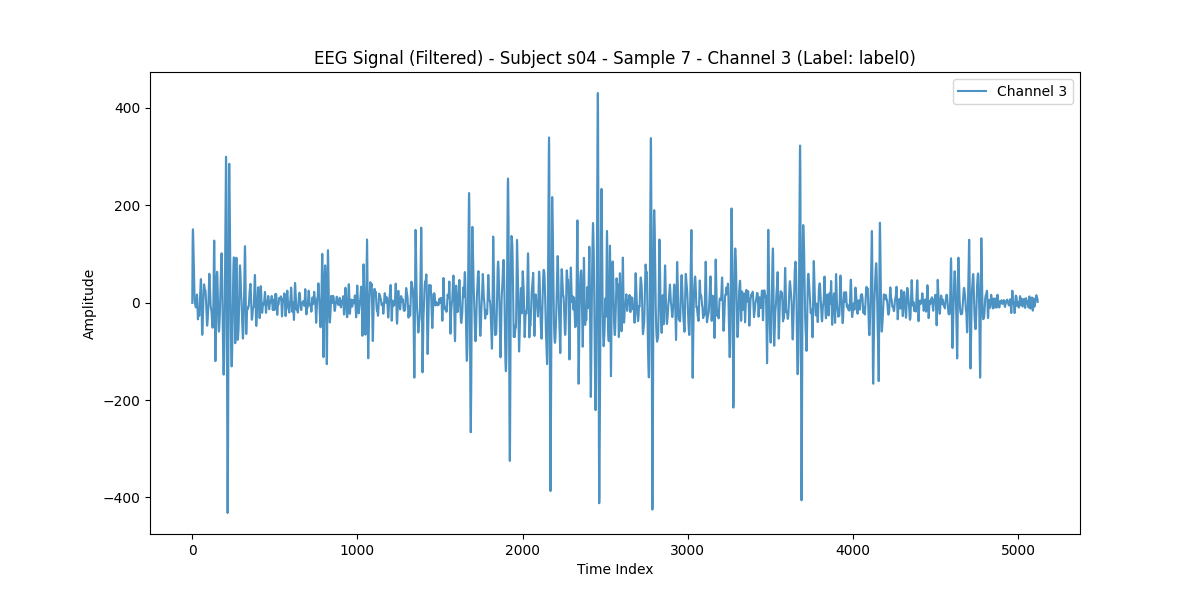 EEG Signal (Filtered) - Subject s04 - Sample 7 - Channel 3 (Label: label0)
Channel 3
400
200
0
−200
−400
Amplitude
0 1000 2000 3000 4000 5000
Time Index